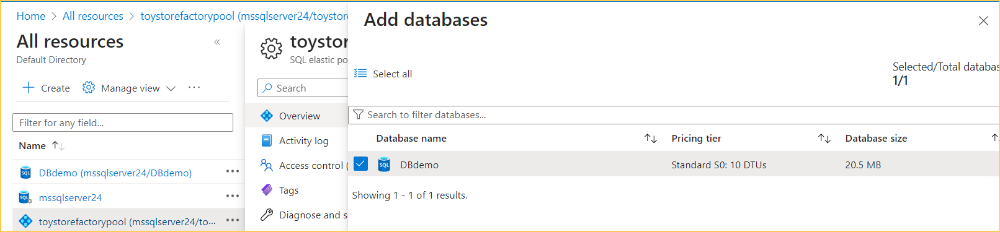 Home > All resources > toystorefactorypool (mssqlserver24/toystore
All resources
Default Directory
+ Create Manage view ...
Filter for any field...
Name
DBdemo (mssqlserver24/DBdemo) ...
mssqlserver24 ...
toystorefactorypool (mssqlserver24/to... ...
toystore
SQL elastic po
Search
Overview
Activity log
Access control (
Tags
Diagnose and s
Add databases
Select all
Selected/Total databas
1/1
Search to filter databases...
Database name Pricing tier Database size
SQL DBdemo Standard S0: 10 DTUs 20.5 MB
Showing 1 - 1 of 1 results.